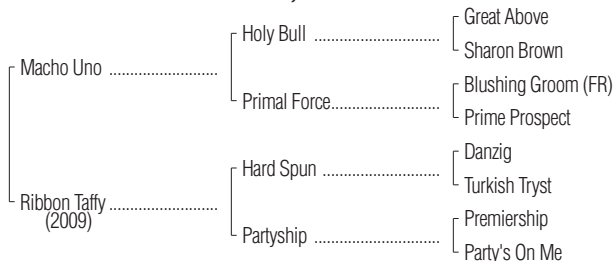 Great Above
Holy Bull ........................................
Sharon Brown
Macho Uno ..................................
Blushing Groom (FR)
Primal Force...................................
Prime Prospect
Danzig
Hard Spun ......................................
Turkish Tryst
Ribbon Taffy ..................................
(2009)
Premiership
Partyship ........................................
Party's On Me